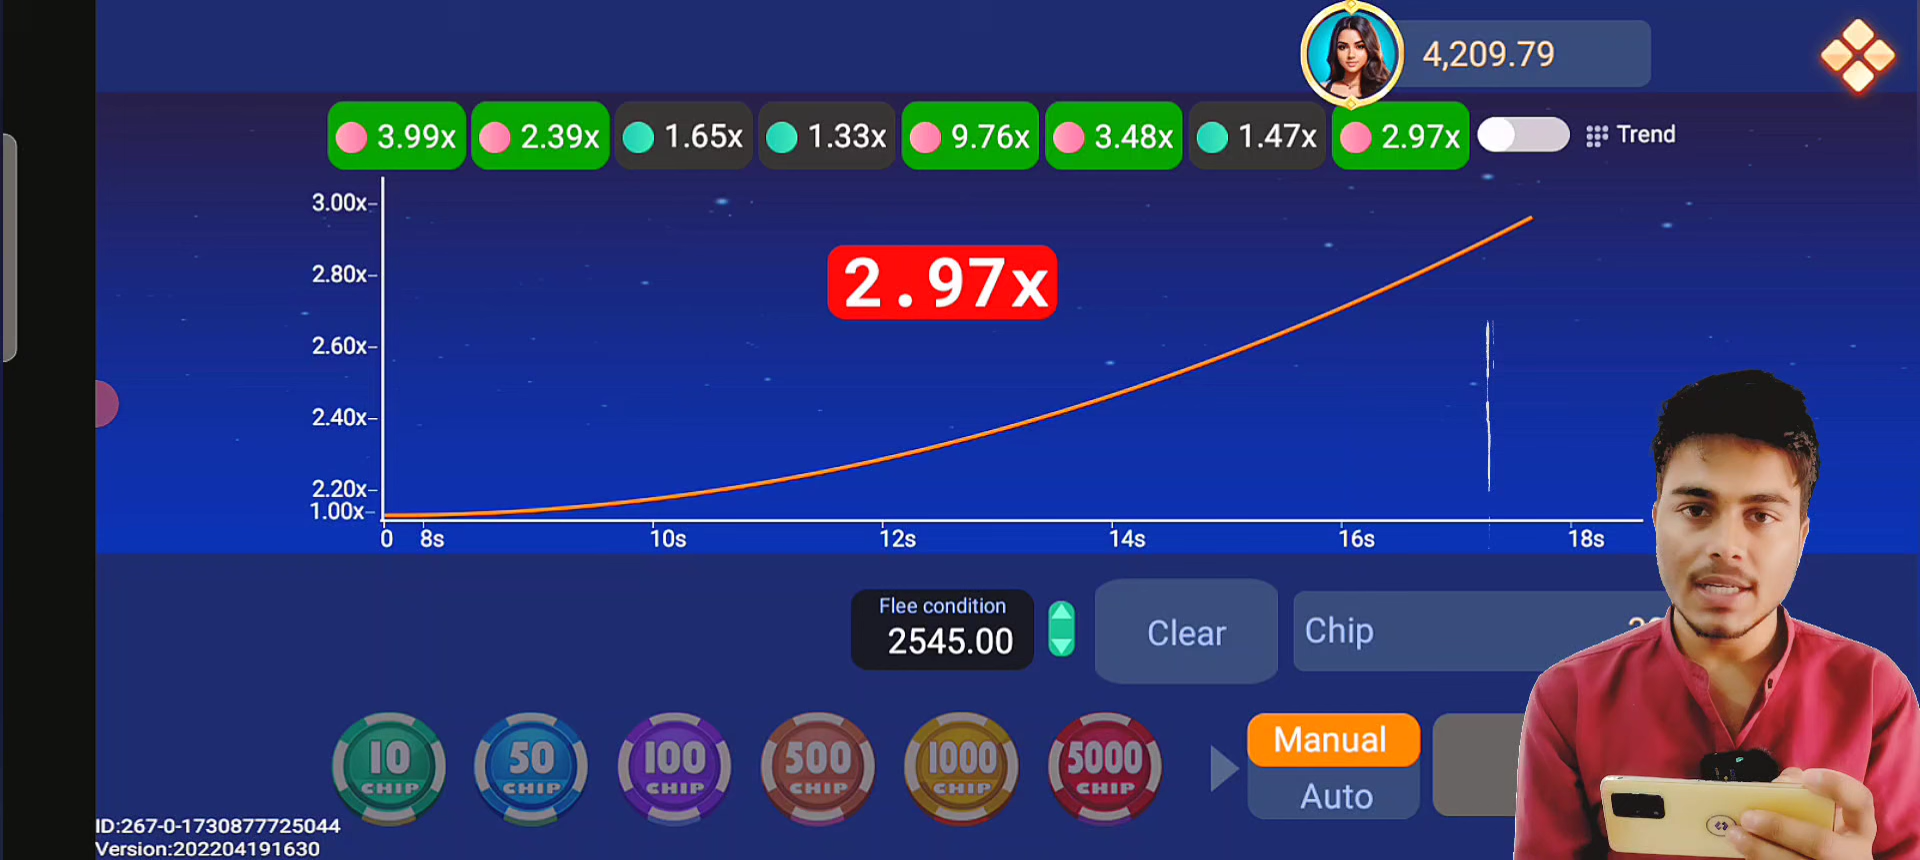 4,209.79
3.99x 2.39x 1.65x 1.33x 9.76x 3.48x 1.47x 2.97x Trend
3.00x
2.97x
2.80x
2.60x
2.40x
2.20x
1.00x
0 8s 10s 12s 14s 16s 18s
Flee condition
2545.00
Clear
Chip
10 CHIP
50 CHIP
100 CHIP
500 CHIP
1000 CHIP
5000 CHIP
Manual
Auto
ID:267-0-1730877725044
Version:202204191630